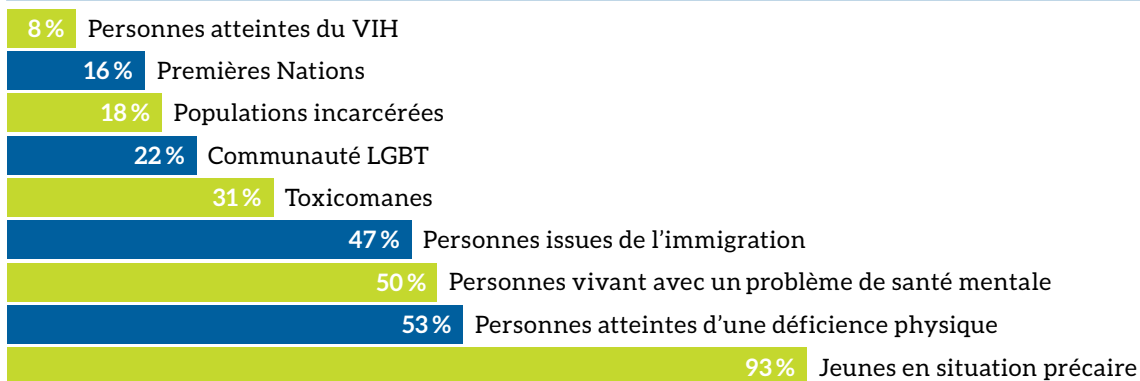 8 % Personnes atteintes du VIH
16 % Premières Nations
18 % Populations incarcérées
22 % Communauté LGBT
31 % Toxicomanes
47 % Personnes issues de l’immigration
50 % Personnes vivant avec un problème de santé mentale
53 % Personnes atteintes d’une déficience physique
93 % Jeunes en situation précaire